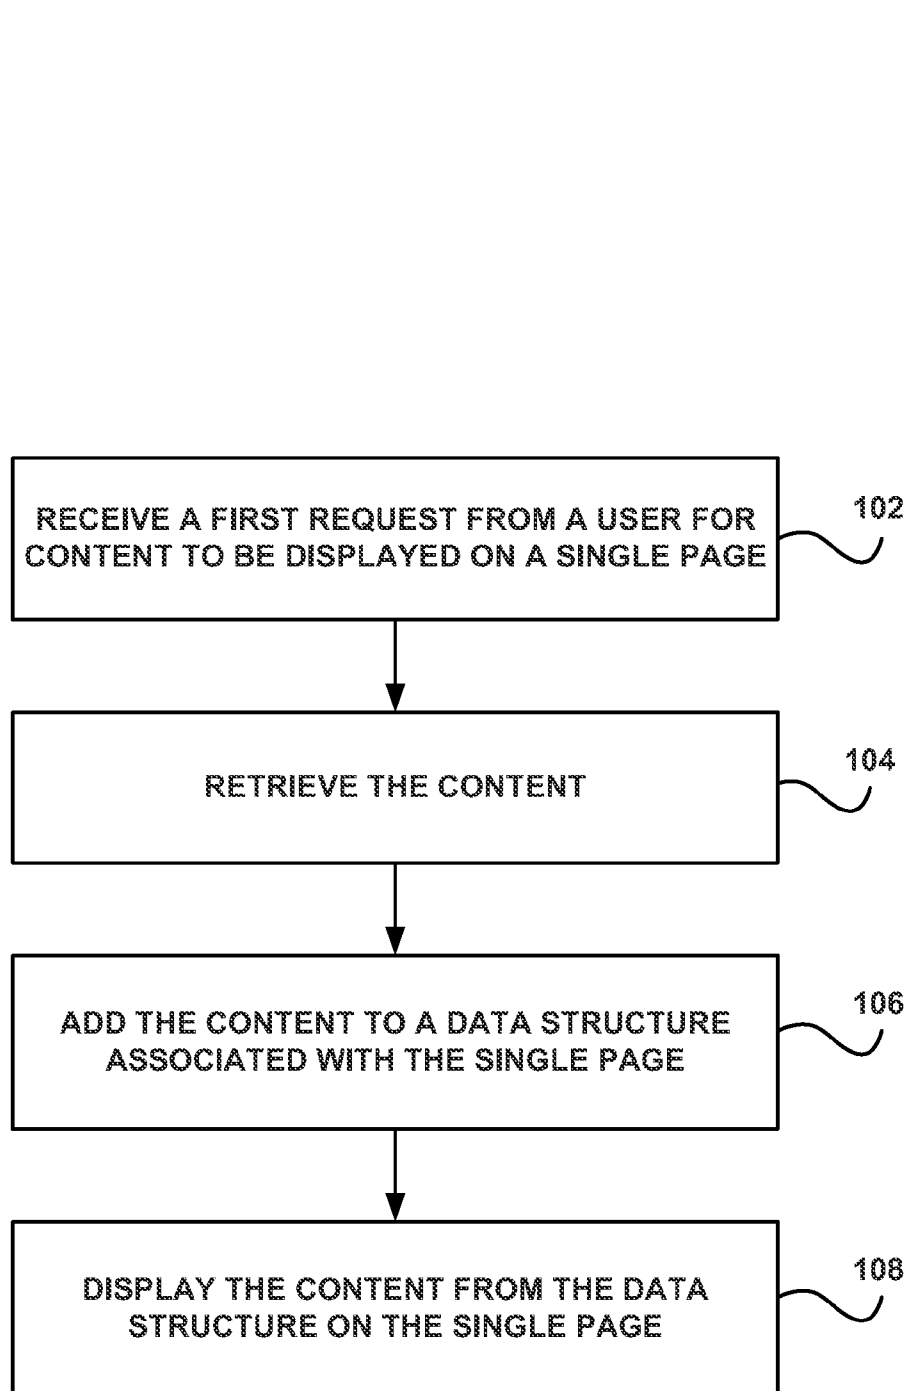 RECEIVE A FIRST REQUEST FROM A USER FOR
CONTENT TO BE DISPLAYED ON A SINGLE PAGE
102
RETRIEVE THE CONTENT
104
ADD THE CONTENT TO A DATA STRUCTURE
ASSOCIATED WITH THE SINGLE PAGE
106
DISPLAY THE CONTENT FROM THE DATA
STRUCTURE ON THE SINGLE PAGE
108